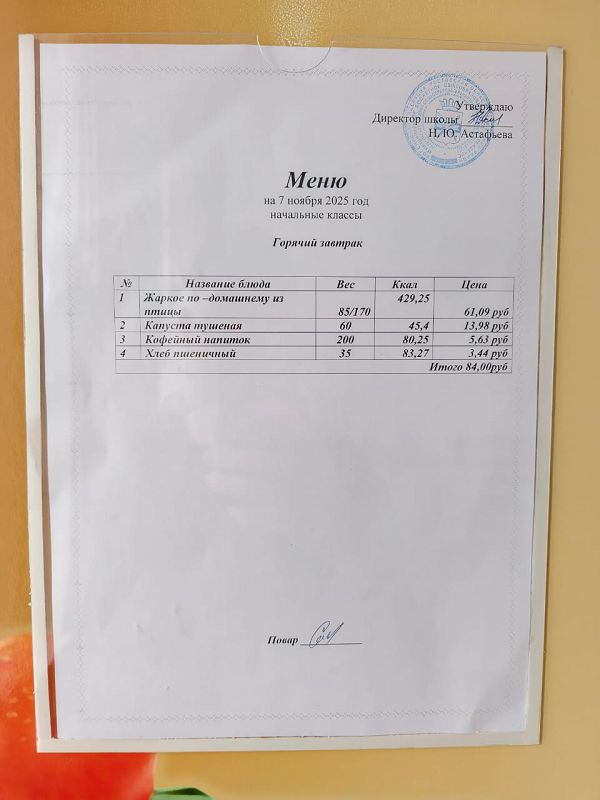 Утверждаю
Директор школы
Н.Ю. Астафьева
Меню
на 7 ноября 2025 год
начальные классы
Горячий завтрак
№ Название блюда Вес Ккал Цена
1 Жаркое по –домашнему из птицы 85/170 429,25 61,09 руб
2 Капуста тушеная 60 45,4 13,98 руб
3 Кофейный напиток 200 80,25 5,63 руб
4 Хлеб пшеничный 35 83,27 3,44 руб
Итого 84,00руб
Повар